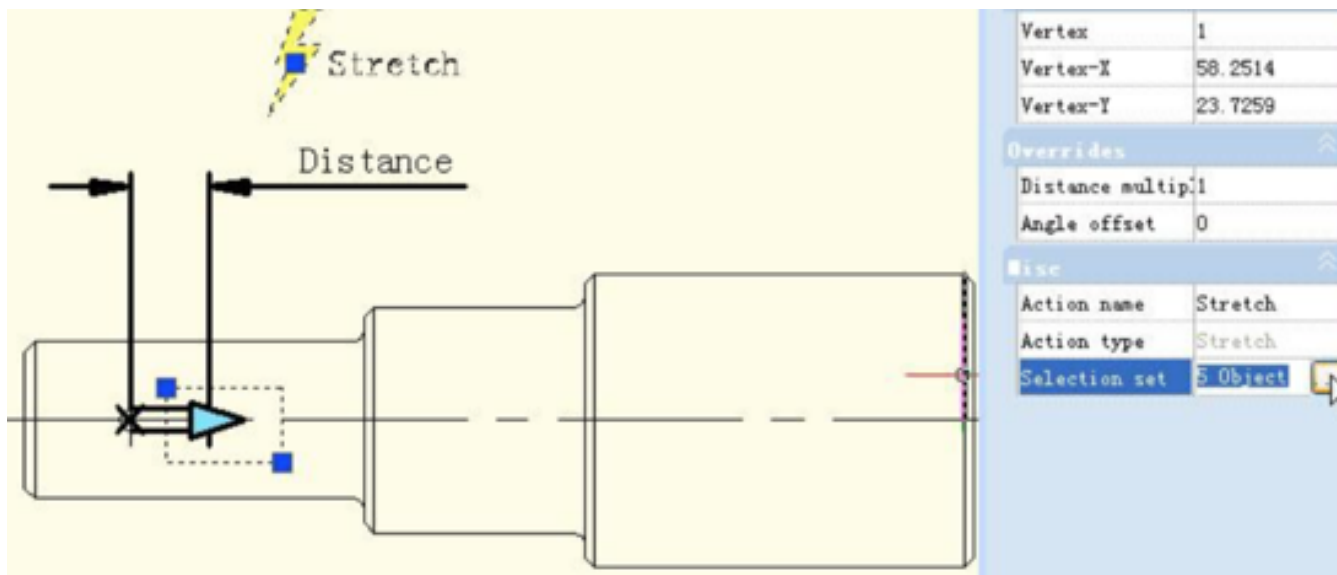 Stretch
Distance
Vertex 1
Vertex-X 58.2514
Vertex-Y 23.7259
Overrides
Distance multip 1
Angle offset 0
Misc
Action name Stretch
Action type Stretch
Selection set 5 Object